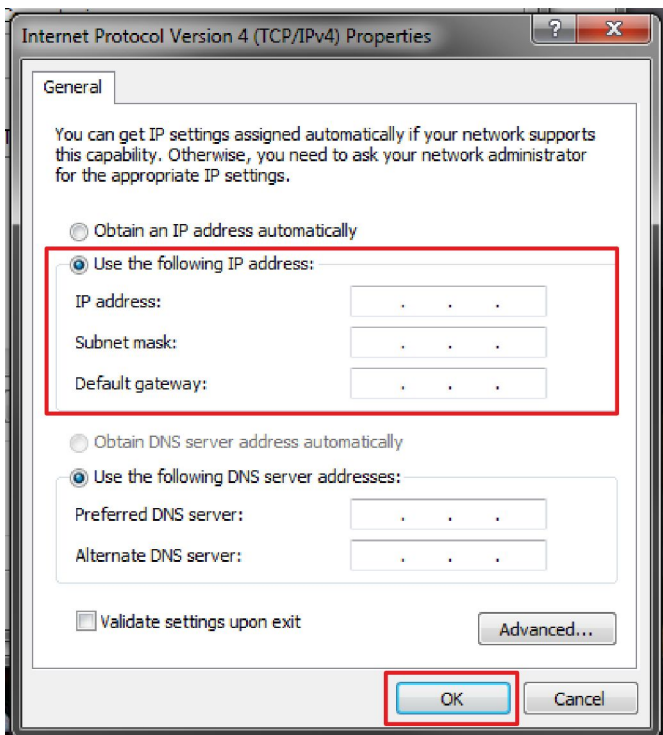 Internet Protocol Version 4 (TCP/IPv4) Properties
General
You can get IP settings assigned automatically if your network supports
this capability. Otherwise, you need to ask your network administrator
for the appropriate IP settings.
Obtain an IP address automatically
Use the following IP address:
IP address:
Subnet mask:
Default gateway:
Obtain DNS server address automatically
Use the following DNS server addresses:
Preferred DNS server:
Alternate DNS server:
Validate settings upon exit
Advanced...
OK
Cancel